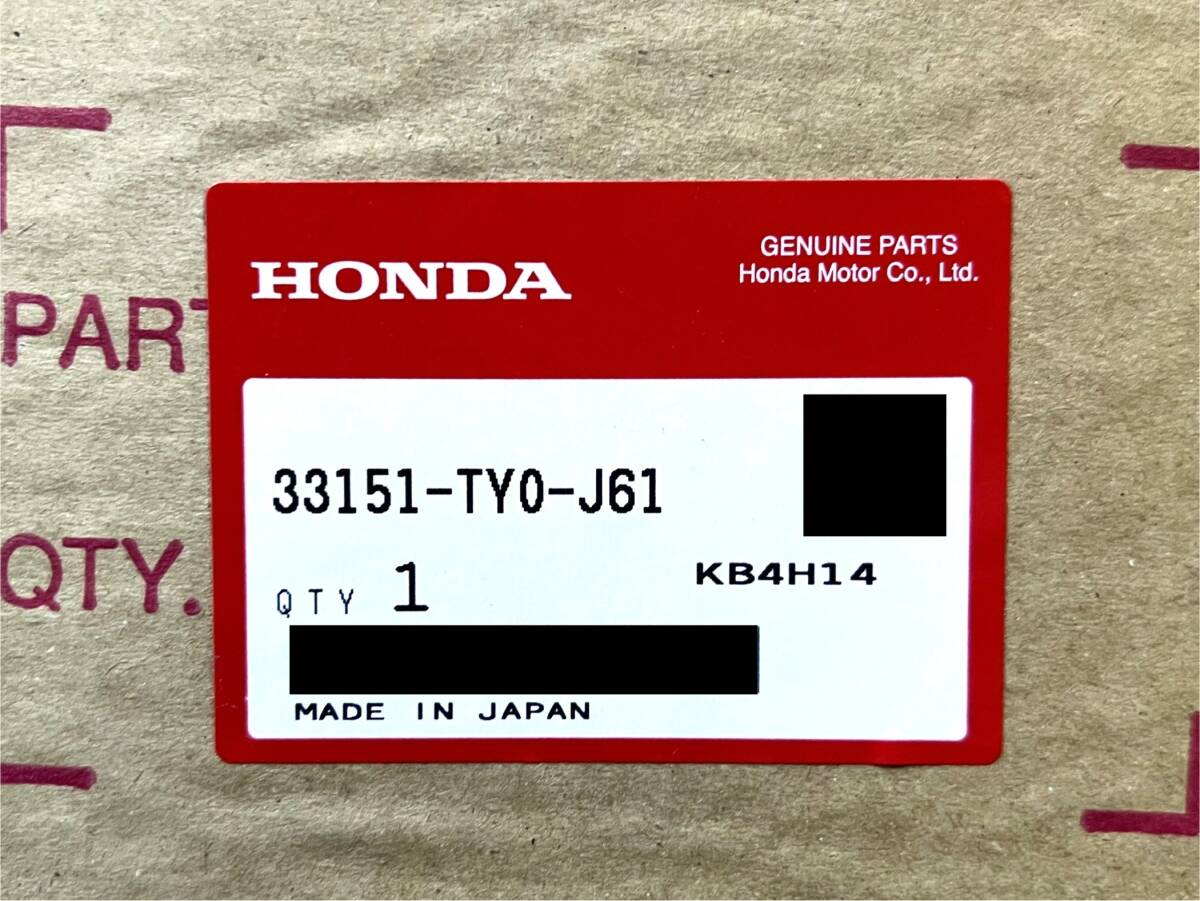 HONDA
GENUINE PARTS
Honda Motor Co., Ltd.
PART
33151-TY0-J61
KB4H14
QTY 1
QTY.
MADE IN JAPAN